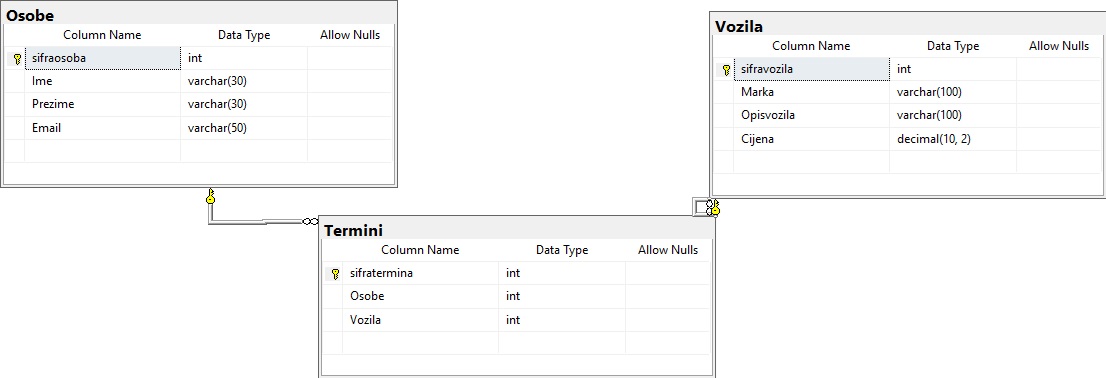 Osobe
Column Name Data Type Allow Nulls
sifraosoba int
Ime varchar(30)
Prezime varchar(30)
Email varchar(50)
Vozila
Column Name Data Type Allow Nulls
sifravozila int
Marka varchar(100)
Opisvozila varchar(100)
Cijena decimal(10, 2)
Termini
Column Name Data Type Allow Nulls
sifratermina int
Osobe int
Vozila int